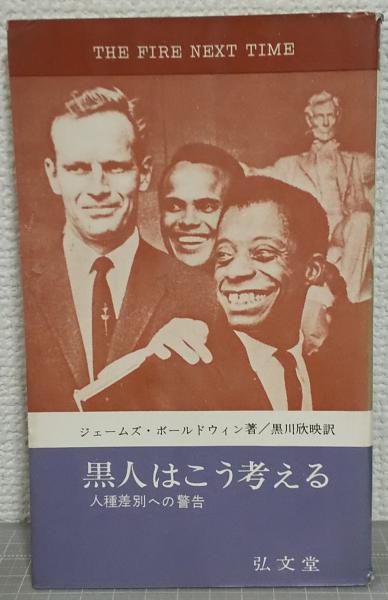 THE FIRE NEXT TIME
ジェームズ・ボールドウィン著／黒川欣映訳
黒人はこう考える
人種差別への警告
弘文堂